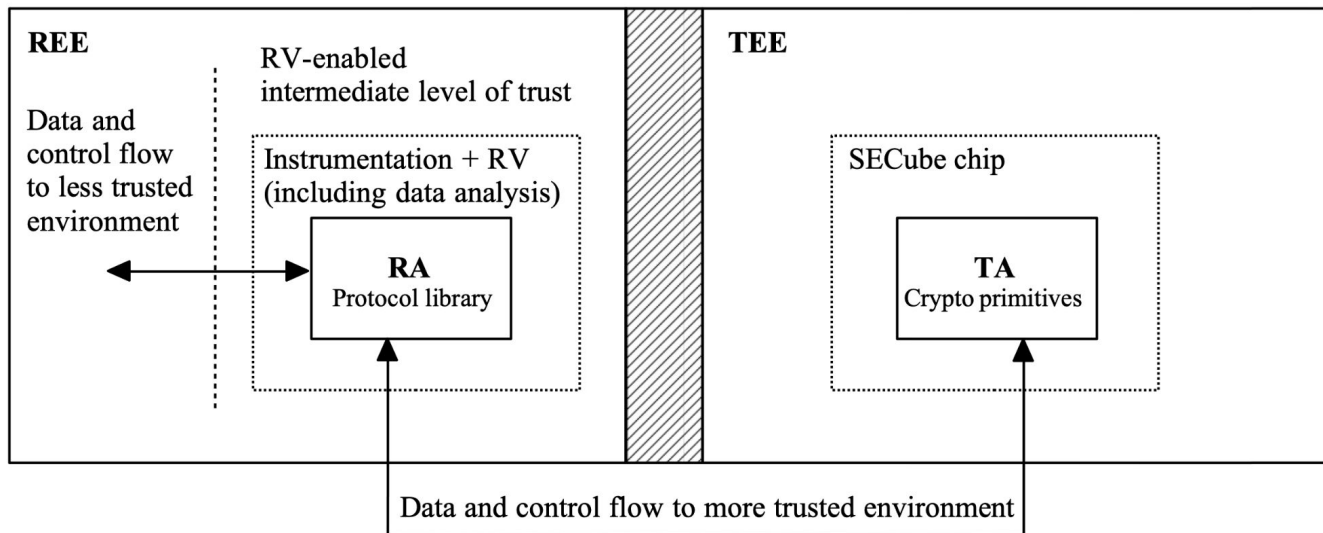 REE
RV-enabled
intermediate level of trust
Data and
control flow
to less trusted
environment
Instrumentation + RV
(including data analysis)
RA
Protocol library
TEE
SECube chip
TA
Crypto primitives
Data and control flow to more trusted environment